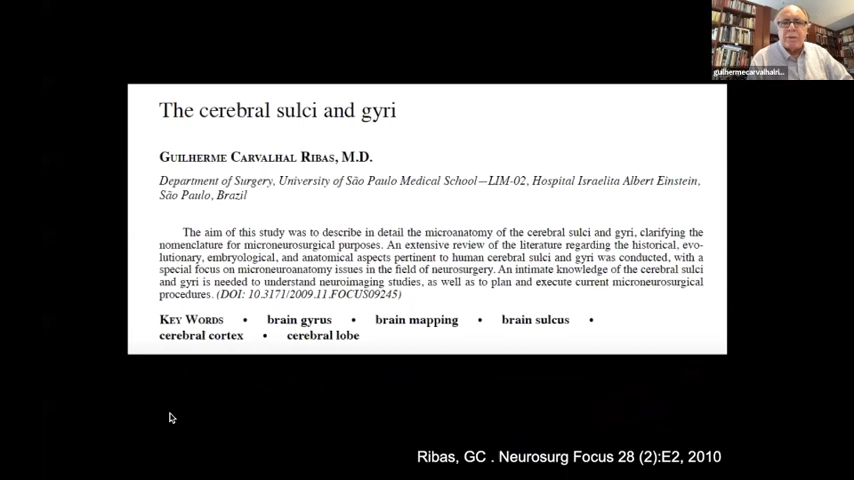 guilhermecarvalhalri...
The cerebral sulci and gyri
Guilherme Carvalhal Ribas, M.D.
Department of Surgery, University of São Paulo Medical School—LIM-02, Hospital Israelita Albert Einstein,
São Paulo, Brazil
The aim of this study was to describe in detail the microanatomy of the cerebral sulci and gyri, clarifying the
nomenclature for microneurosurgical purposes. An extensive review of the literature regarding the historical, evo-
lutionary, embryological, and anatomical aspects pertinent to human cerebral sulci and gyri was conducted, with a
special focus on microneuroanatomy issues in the field of neurosurgery. An intimate knowledge of the cerebral sulci
and gyri is needed to understand neuroimaging studies, as well as to plan and execute current microneurosurgical
procedures. (DOI: 10.3171/2009.11.FOCUS09245)
Key Words • brain gyrus • brain mapping • brain sulcus •
cerebral cortex • cerebral lobe
Ribas, GC . Neurosurg Focus 28 (2):E2, 2010